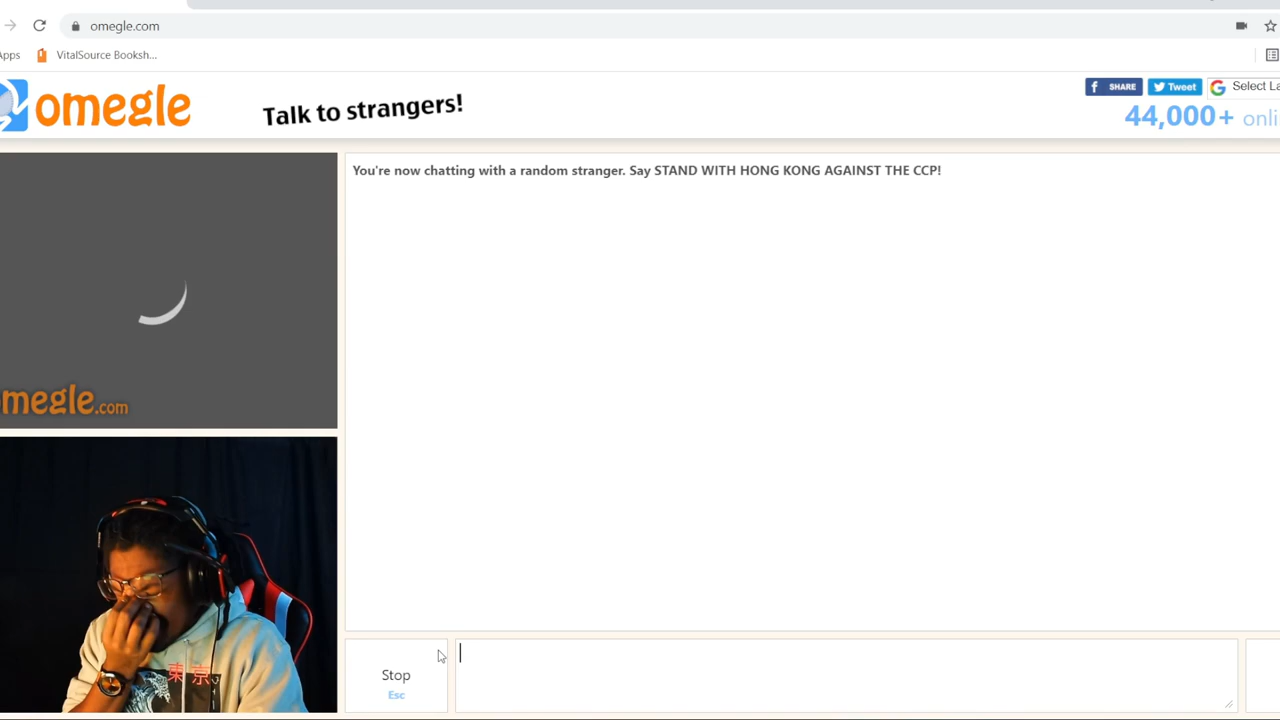 omegle.com
Apps
VitalSource Booksh...
omegle
Talk to strangers!
SHARE
Tweet
Select La
44,000+ onli
You're now chatting with a random stranger. Say STAND WITH HONG KONG AGAINST THE CCP!
omegle.com
東 京
Stop
Esc